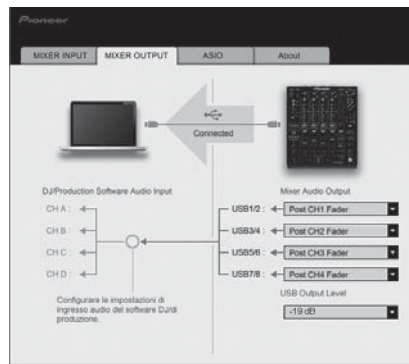 Pioneer
MIXER INPUT MIXER OUTPUT ASIO About
Connected
DJ/Production Software Audio Input Mixer Audio Output
CH A : USB1/2 : Post CH1 Fader
CH B : USB3/4 : Post CH2 Fader
CH C : USB5/6 : Post CH3 Fader
CH D : USB7/8 : Post CH4 Fader
USB Output Level
Configurare le impostazioni di
ingresso audio del software DJ/di
produzione.
-19 dB